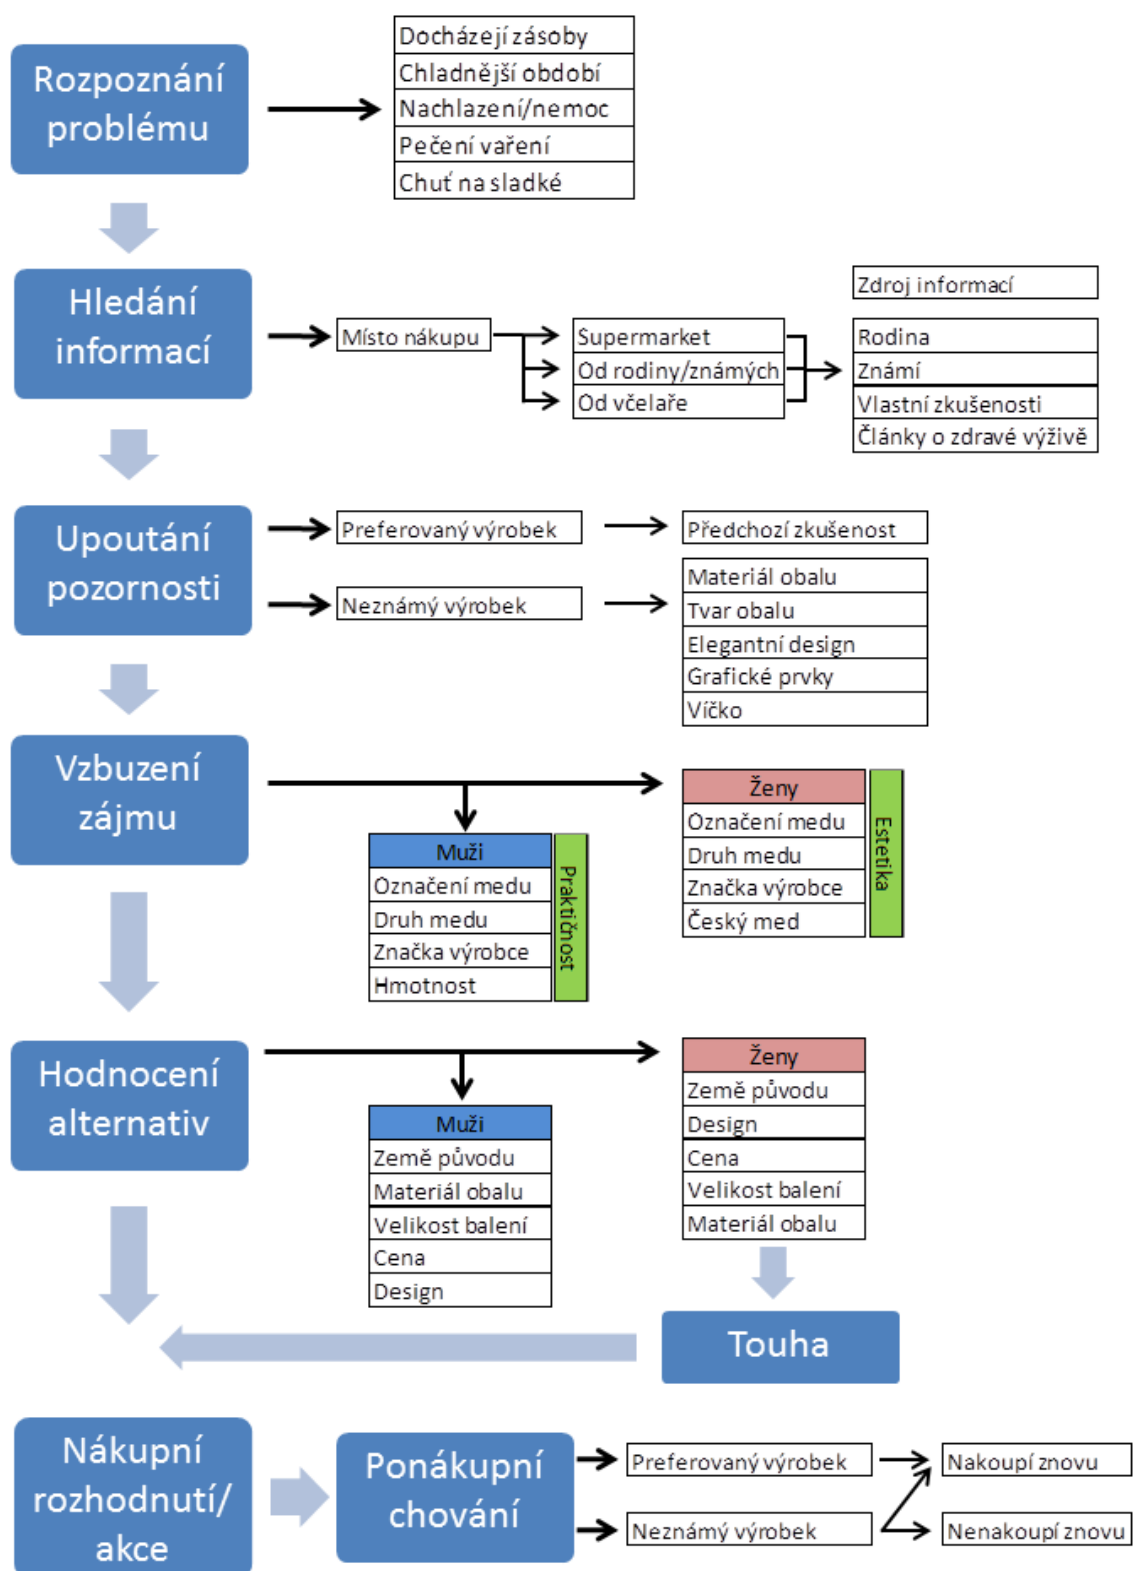 Rozpoznání
problému
Docházejí zásoby
Chladnější období
Nachlazení/nemoc
Pečení vaření
Chuť na sladké
Hledání
informací
Místo nákupu
Supermarket
Od rodiny/známých
Od včelaře
Zdroj informací
Rodina
Známí
Vlastní zkušenosti
Články o zdravé výživě
Upoutání
pozornosti
Preferovaný výrobek
Předchozí zkušenost
Neznámý výrobek
Materiál obalu
Tvar obalu
Elegantní design
Grafické prvky
Víčko
Vzbuzení
zájmu
Muži
Označení medu
Druh medu
Značka výrobce
Hmotnost
Praktičnost
Ženy
Označení medu
Druh medu
Značka výrobce
Český med
Estetika
Hodnocení
alternativ
Muži
Země původu
Materiál obalu
Velikost balení
Cena
Design
Ženy
Země původu
Design
Cena
Velikost balení
Materiál obalu
Touha
Nákupní
rozhodnutí/
akce
Ponákupní
chování
Preferovaný výrobek
Nakoupí znovu
Neznámý výrobek
Nenakoupí znovu